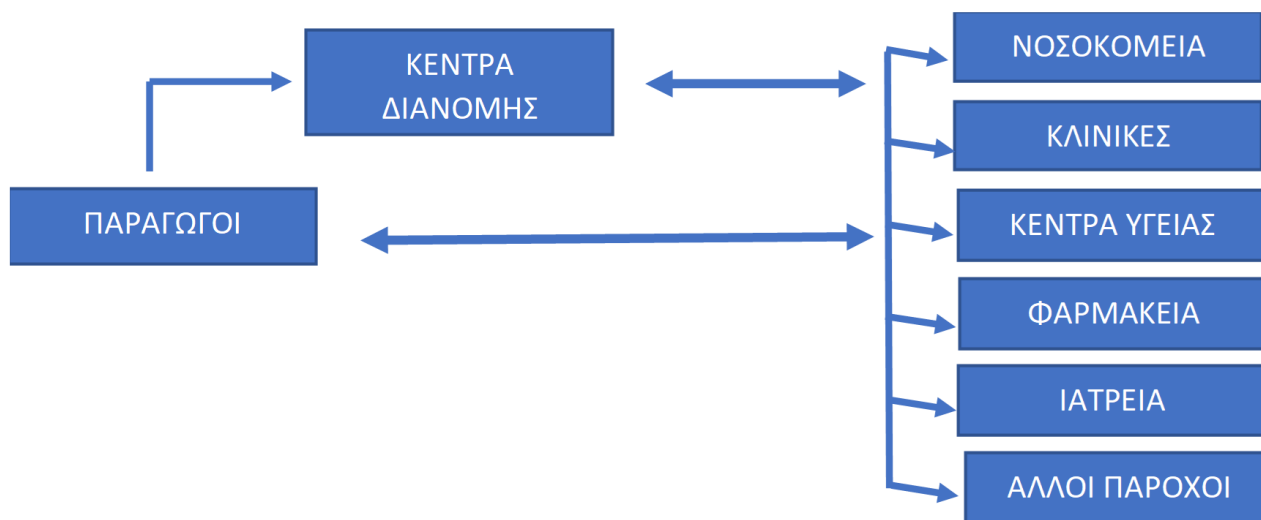 ΚΕΝΤΡΑ
ΔΙΑΝΟΜΗΣ
ΠΑΡΑΓΩΓΟΙ
ΝΟΣΟΚΟΜΕΙΑ
ΚΛΙΝΙΚΕΣ
ΚΕΝΤΡΑ ΥΓΕΙΑΣ
ΦΑΡΜΑΚΕΙΑ
ΙΑΤΡΕΙΑ
ΑΛΛΟΙ ΠΑΡΟΧΟΙ